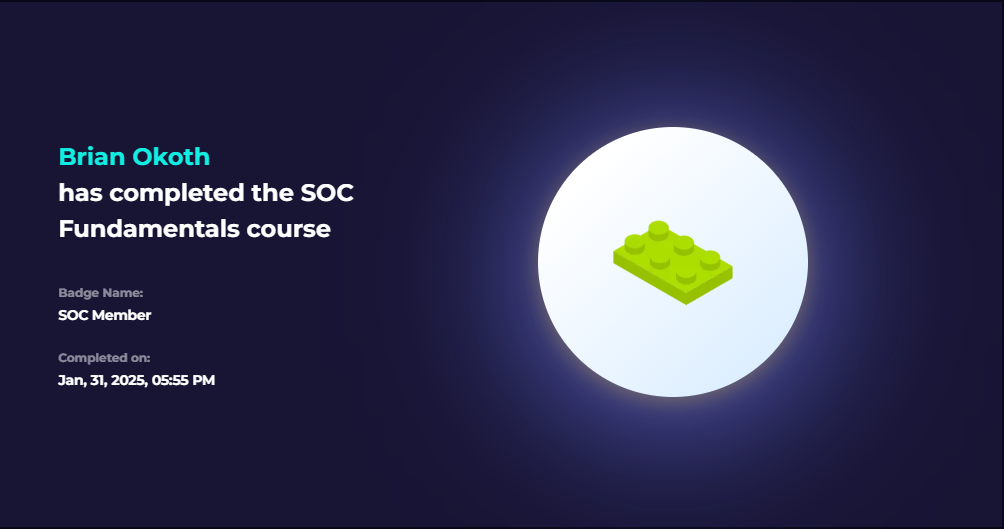 Brian Okoth
has completed the SOC
Fundamentals course
Badge Name:
SOC Member
Completed on:
Jan, 31, 2025, 05:55 PM